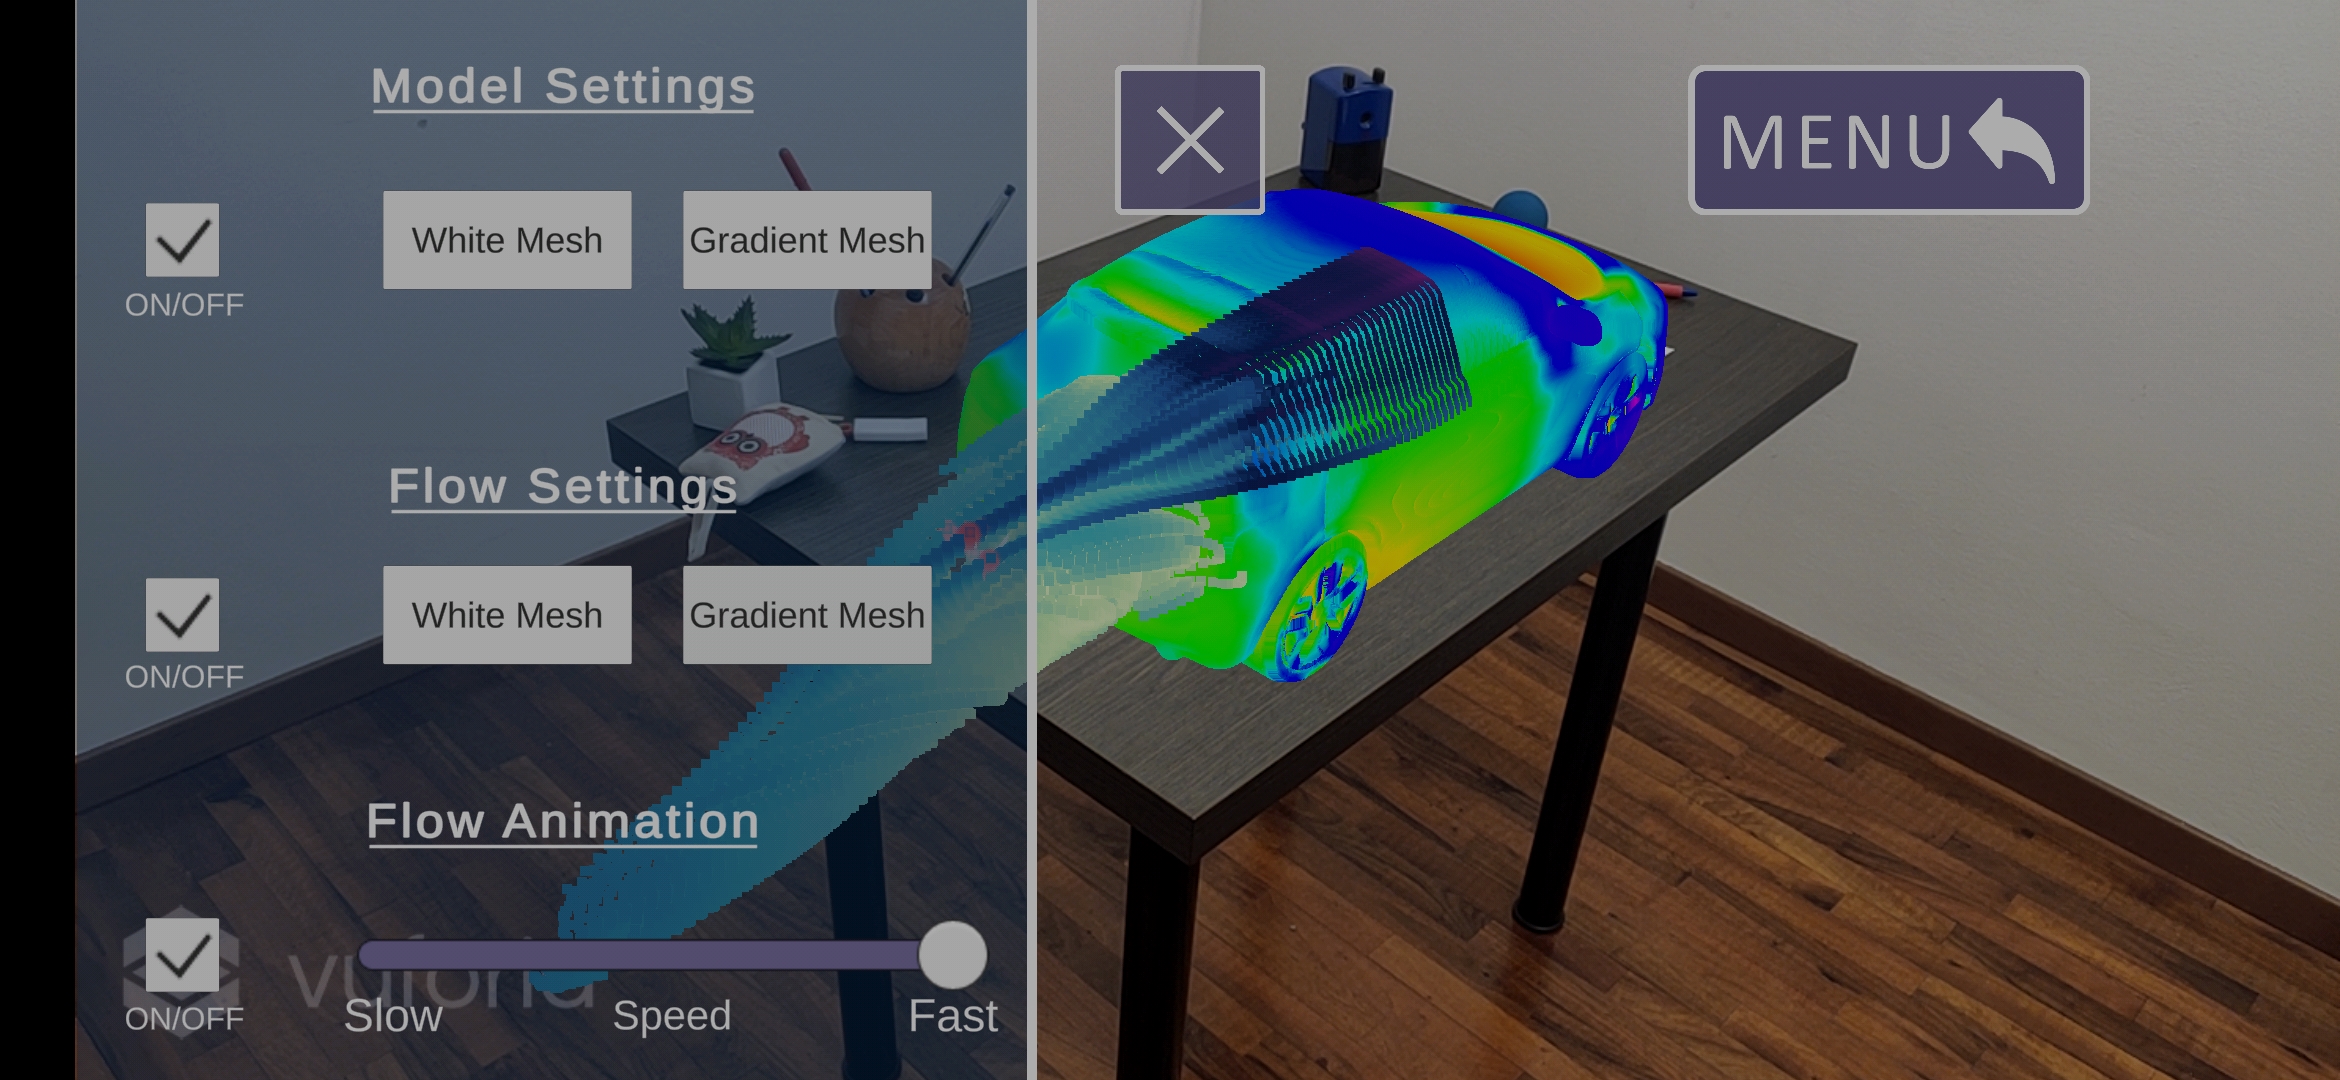 Model Settings
White Mesh
Gradient Mesh
ON/OFF
Flow Settings
White Mesh
Gradient Mesh
ON/OFF
Flow Animation
vuforia
ON/OFF
Slow
Speed
Fast
MENU